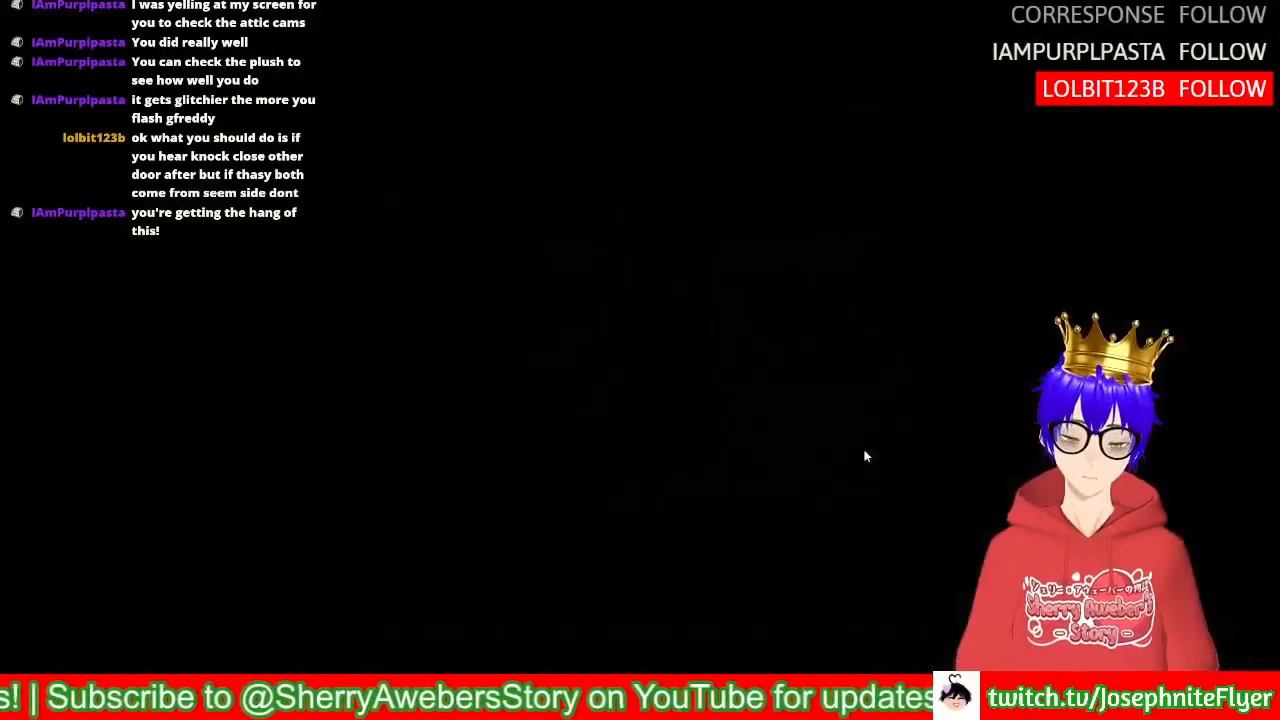 IAmPurplpasta I was yelling at my screen for
you to check the attic cams
IAmPurplpasta You did really well
IAmPurplpasta You can check the plush to
see how well you do
IAmPurplpasta it gets glitchier the more you
flash gfreddy
lolbit123b ok what you should do is if
you hear knock close other
door after but if thasy both
come from seem side dont
IAmPurplpasta you're getting the hang of
this!
CORRESPONSE FOLLOW
IAMPURPLPASTA FOLLOW
LOLBIT123B FOLLOW
Sherry Aweber's
Story
s! | Subscribe to @SherryAwebersStory on YouTube for updates
twitch.tv/JosephniteFlyer